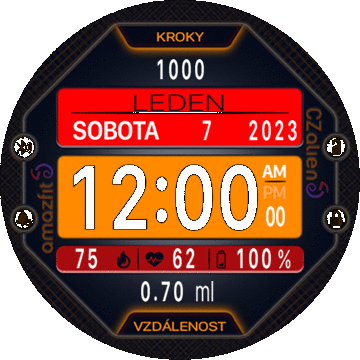 KROKY
1000
LEDEN
SOBOTA 7 2023
12:00 AM
PM
00
75 62 100%
0.70 ml
VZDÁLENOST
amazfit
CZollen